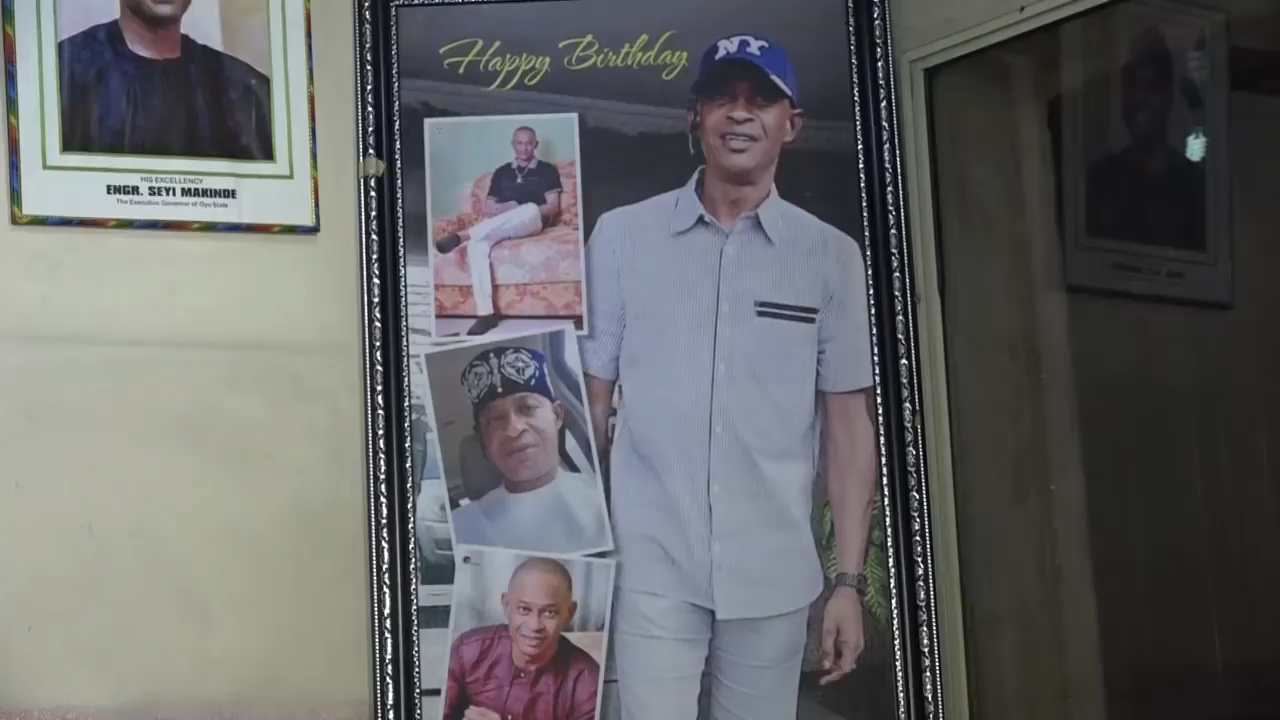 HIS EXCELLENCY
ENGR. SEYI MAKINDE
The Executive Governor of Oyo State
Happy Birthday
NY